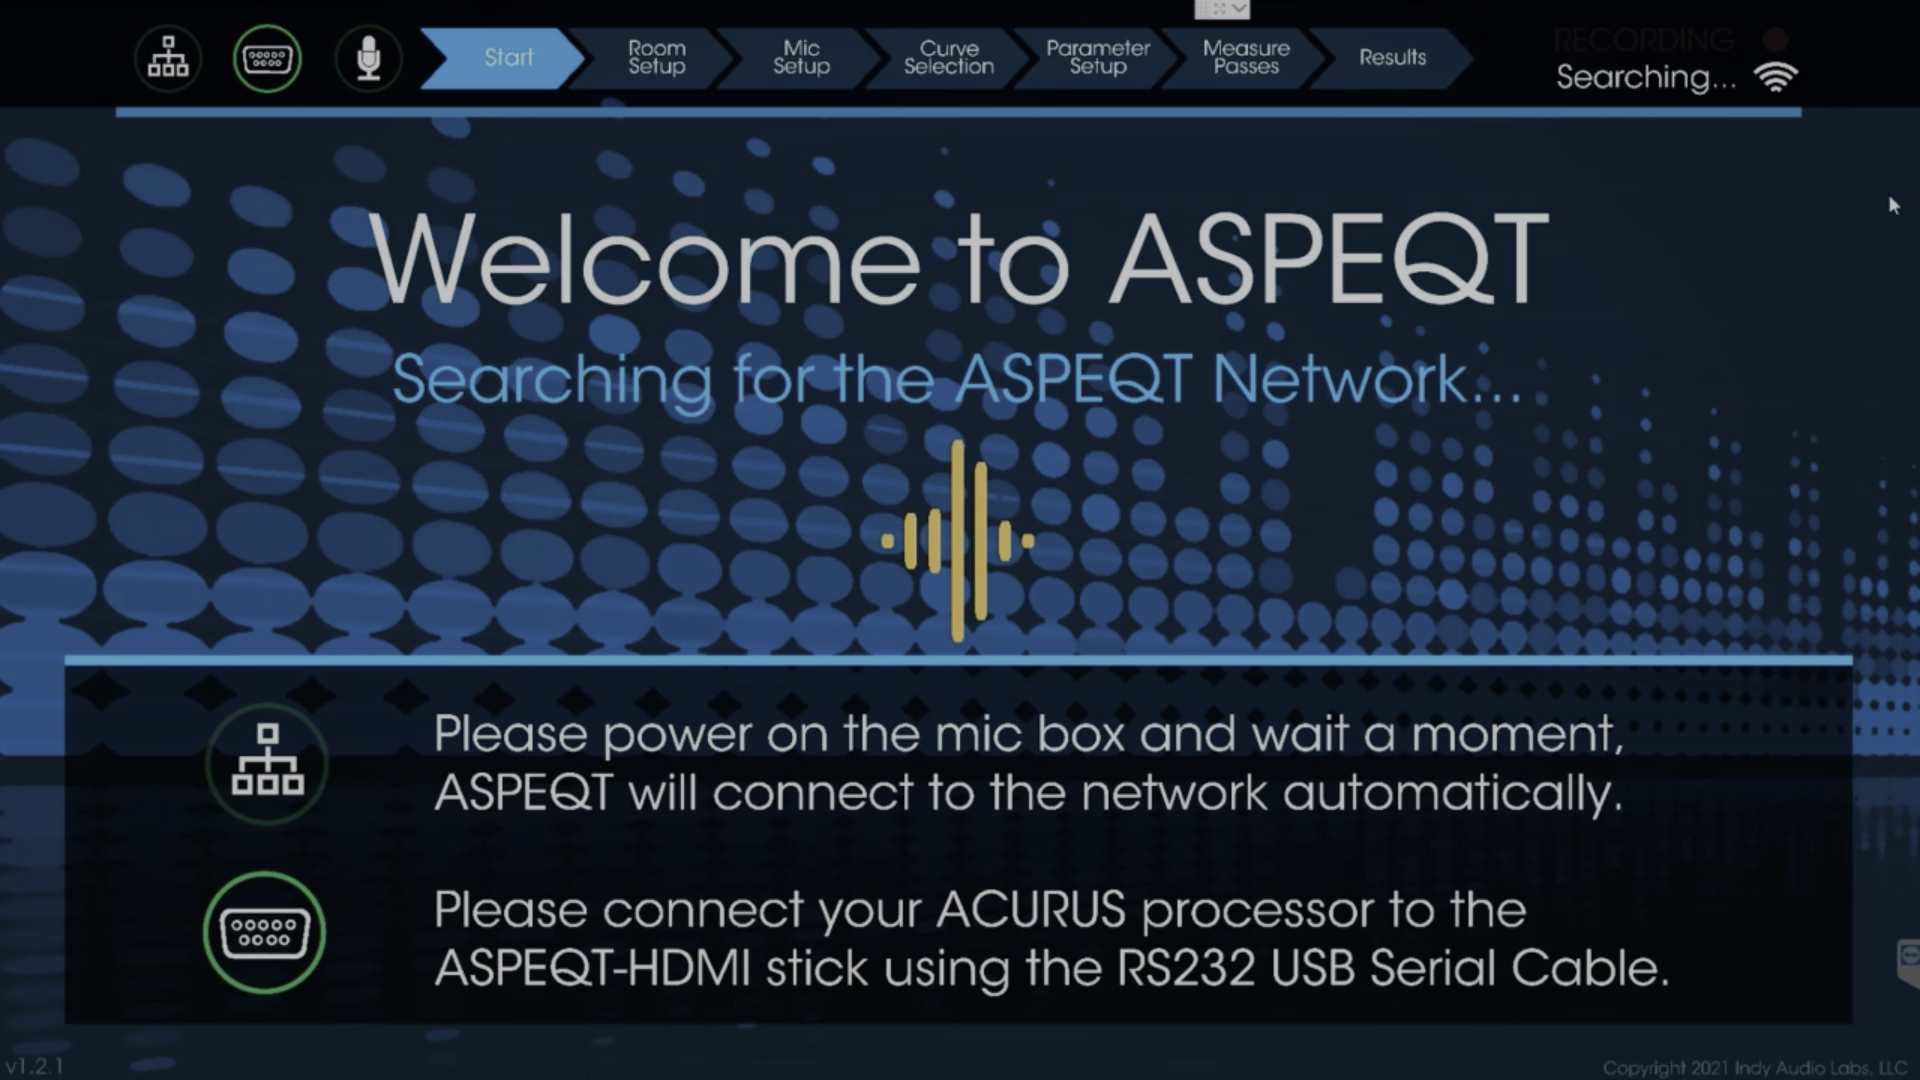 Start
Room
Setup
Mic
Setup
Curve
Selection
Parameter
Setup
Measure
Passes
Results
RECORDING
Searching...
Welcome to ASPEQT
Searching for the ASPEQT Network...
Please power on the mic box and wait a moment,
ASPEQT will connect to the network automatically.
Please connect your ACURUS processor to the
ASPEQT-HDMI stick using the RS232 USB Serial Cable.
v1.2.1
Copyright 2021 Indy Audio Labs, LLC